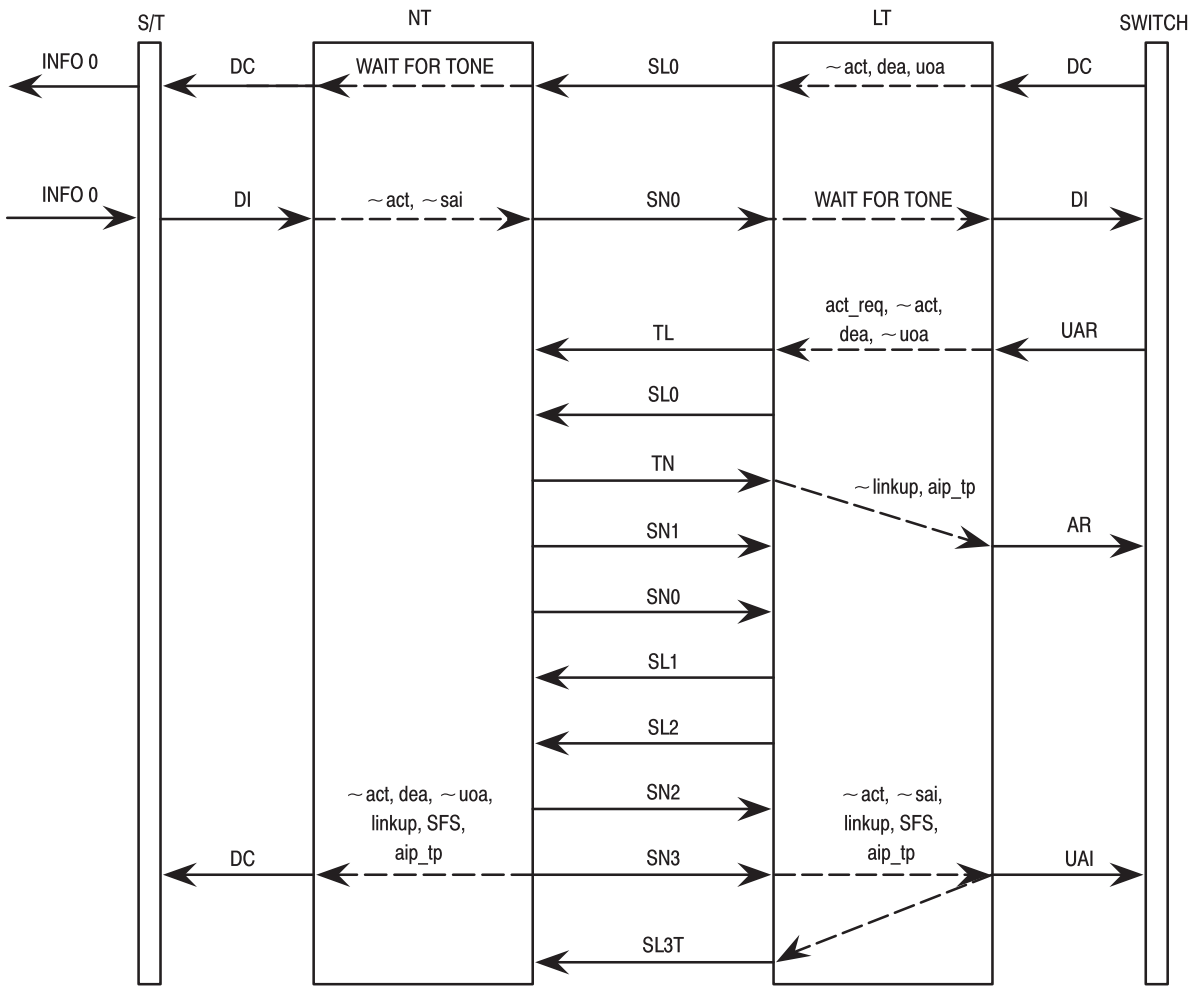 S/T
NT
LT
SWITCH
INFO 0
DC
WAIT FOR TONE
SL0
~act, dea, uoa
DC
INFO 0
DI
~act, ~sai
SN0
WAIT FOR TONE
DI
TL
act_req, ~act,
dea, ~uoa
UAR
SL0
TN
~linkup, aip_tp
SN1
AR
SN0
SL1
SL2
~act, dea, ~uoa,
linkup, SFS,
aip_tp
SN2
~act, ~sai,
linkup, SFS,
aip_tp
DC
SN3
UAI
SL3T